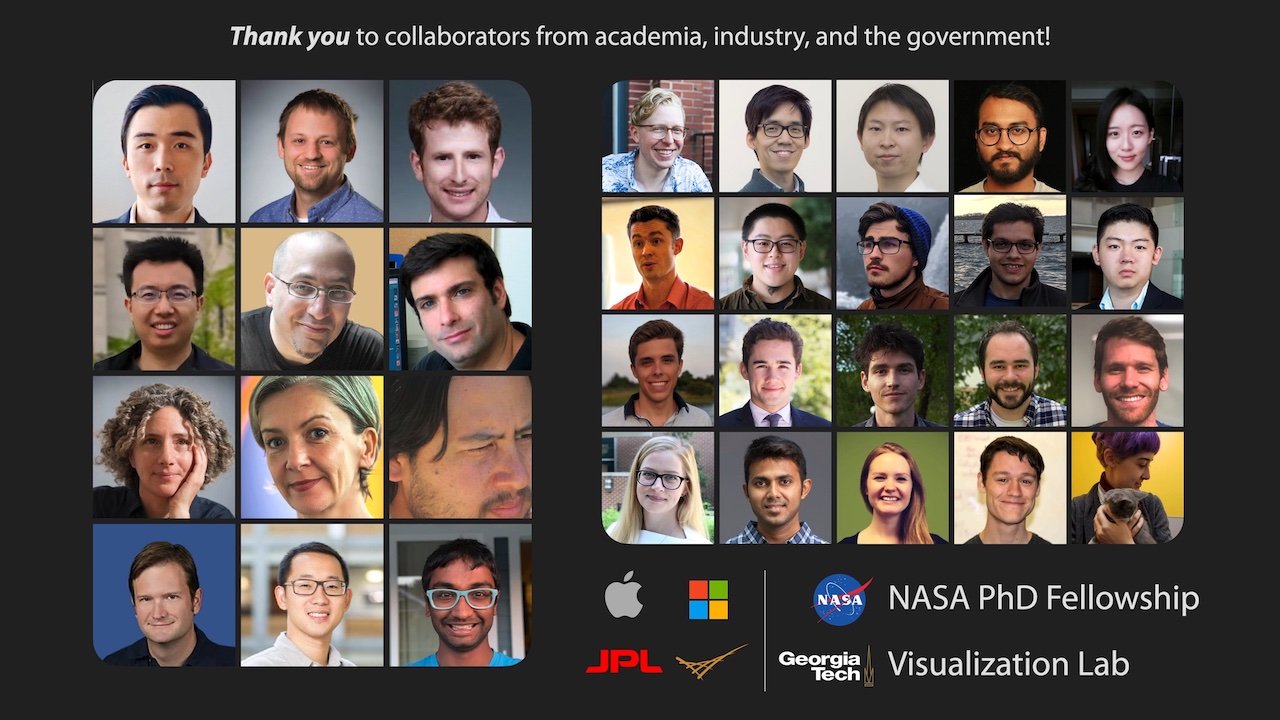 Thank you to collaborators from academia, industry, and the government!
NASA
NASA PhD Fellowship
JPL
Georgia
Tech
Visualization Lab